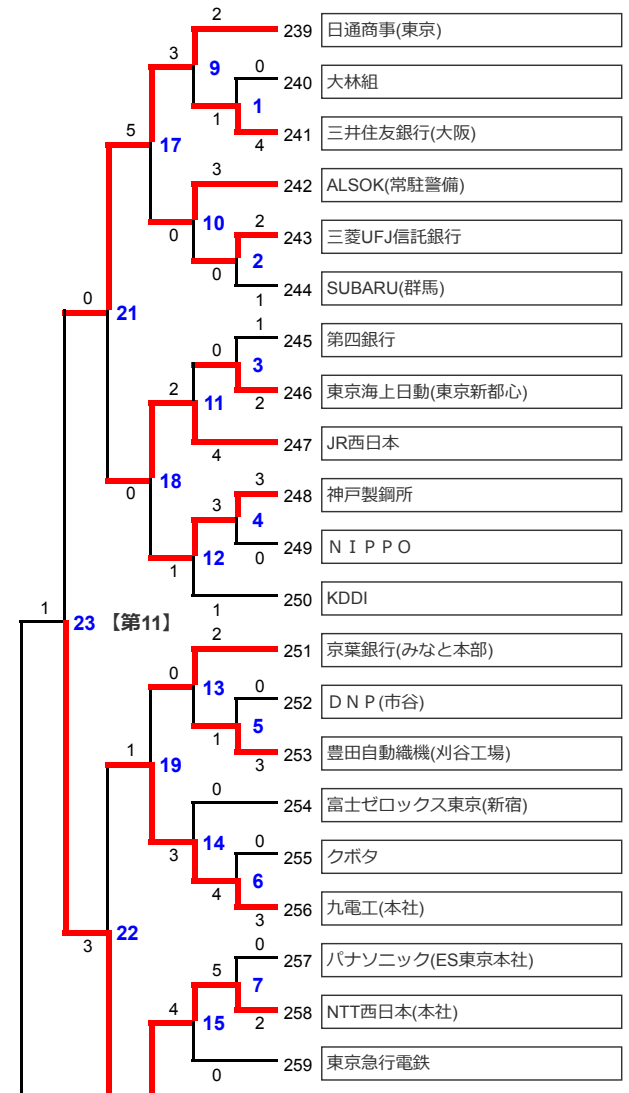 2
239 日通商事(東京)
3
9
0
240 大林組
1
1
241 三井住友銀行(大阪)
4
5
17
3
242 ALSOK(常駐警備)
10
2
243 三菱UFJ信託銀行
0
2
0
244 SUBARU(群馬)
1
0
21
1
245 第四銀行
0
3
246 東京海上日動(東京新都心)
2
11
2
247 JR西日本
4
18
0
3
248 神戸製鋼所
3
4
249 NIPPO
0
12
1
250 KDDI
1
1
23 【第11】
2
251 京葉銀行(みなと本部)
0
13
0
252 DNP(市谷)
5
1
253 豊田自動織機(刈谷工場)
3
1
19
0
254 富士ゼロックス東京(新宿)
14
0
255 クボタ
3
6
4
256 九電工(本社)
3
22
3
0
257 パナソニック(ES東京本社)
5
7
258 NTT西日本(本社)
2
4
15
259 東京急行電鉄
0